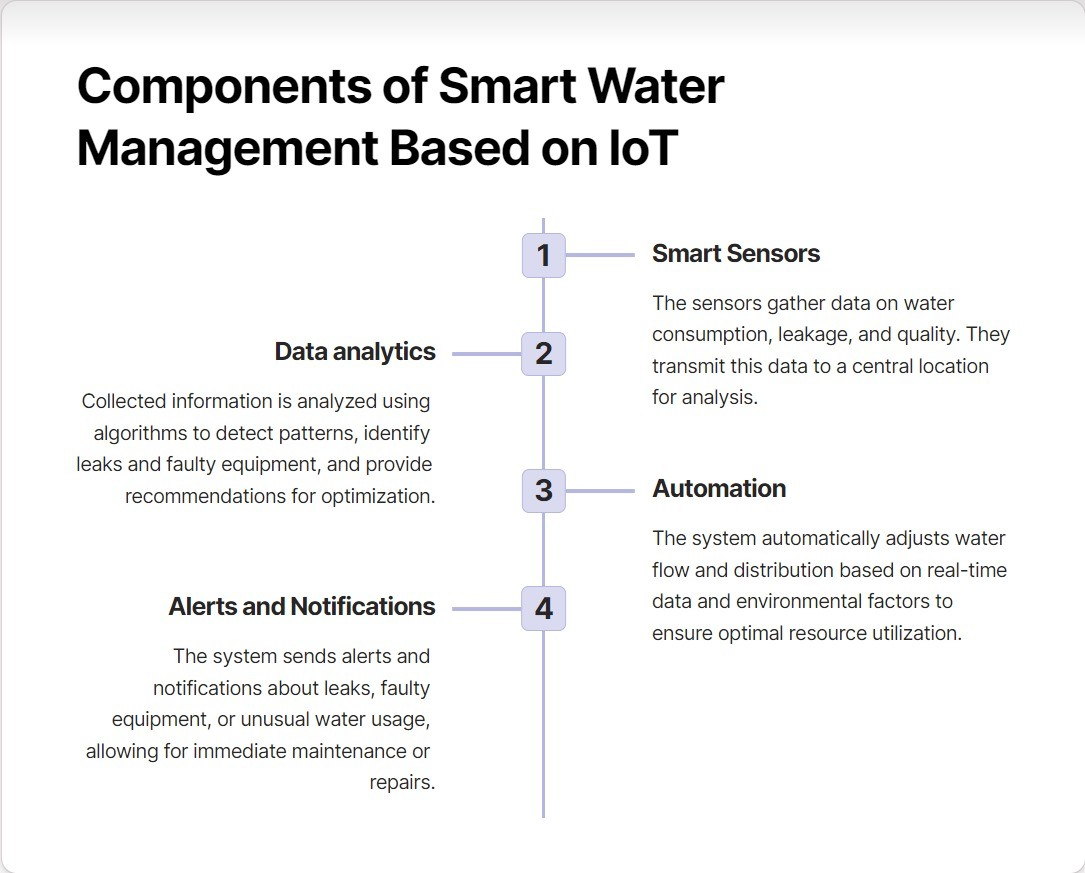 Components of Smart Water
Management Based on IoT
1
Smart Sensors
The sensors gather data on water
consumption, leakage, and quality. They
transmit this data to a central location
for analysis.
2
Data analytics
Collected information is analyzed using
algorithms to detect patterns, identify
leaks and faulty equipment, and provide
recommendations for optimization.
3
Automation
The system automatically adjusts water
flow and distribution based on real-time
data and environmental factors to
ensure optimal resource utilization.
4
Alerts and Notifications
The system sends alerts and
notifications about leaks, faulty
equipment, or unusual water usage,
allowing for immediate maintenance or
repairs.